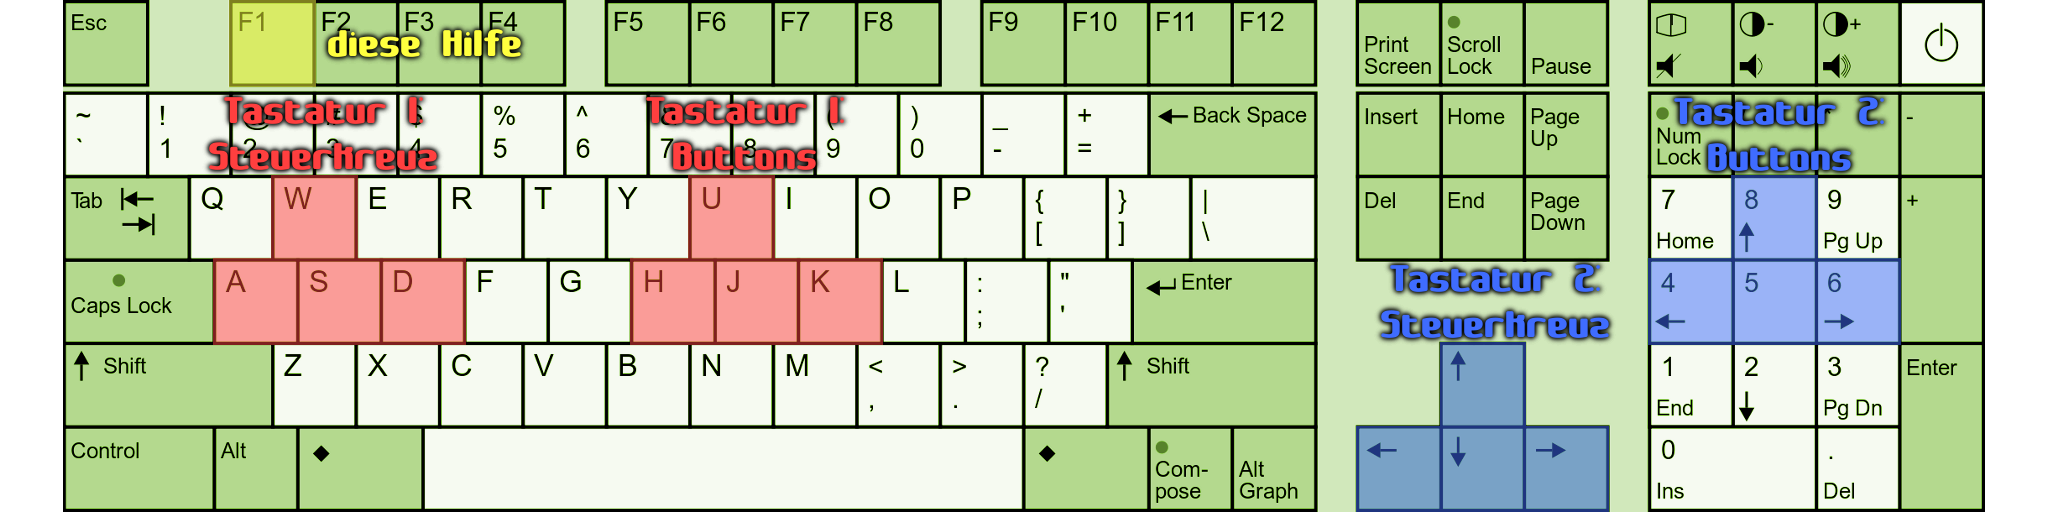 Esc
F1
F2
F3
F4
diese Hilfe
F5
F6
F7
F8
F9
F10
F11
F12
Print
Screen
Scroll
Lock
Pause
-
+
~
`
!
1
Tastatur 1
Steuerkreuz
2
3
$
4
%
5
^
6
Tastatur 1
Buttons
7
8
(
9
)
0
_
-
+
=
Back Space
Insert
Home
Page
Up
Num
Lock
Tastatur 2
Buttons
-
Tab
Q
W
E
R
T
Y
U
I
O
P
{
[
}
]
|
\
Del
End
Page
Down
7
Home
8
9
Pg Up
+
Caps Lock
A
S
D
F
G
H
J
K
L
:
;
"
'
Enter
Tastatur 2
Steuerkreuz
4
5
6
Shift
Z
X
C
V
B
N
M
<
,
>
.
?
/
Shift
1
End
2
3
Pg Dn
Enter
Control
Alt
Com-
pose
Alt
Graph
0
Ins
.
Del